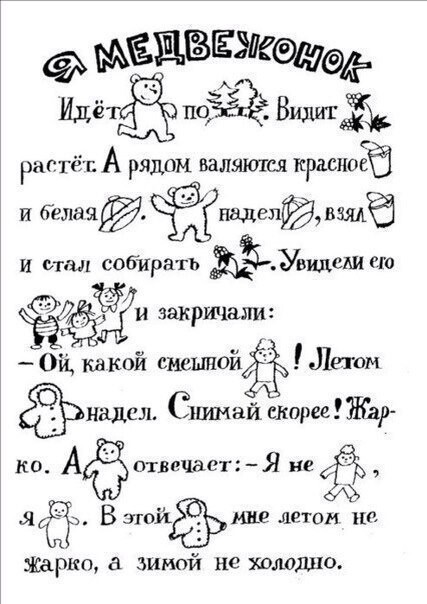 Я МЕДВЕЖОНОК
Идёт по . Видит
растёт. А рядом валяются красное
и белая . надел , взял
и стал собирать . Увидели его
и закричали:
– Ой, какой смешной ! Летом
надел. Снимай скорее! Жар-
ко. А отвечает: – Я не ,
я . В этой мне летом не
жарко, а зимой не холодно.